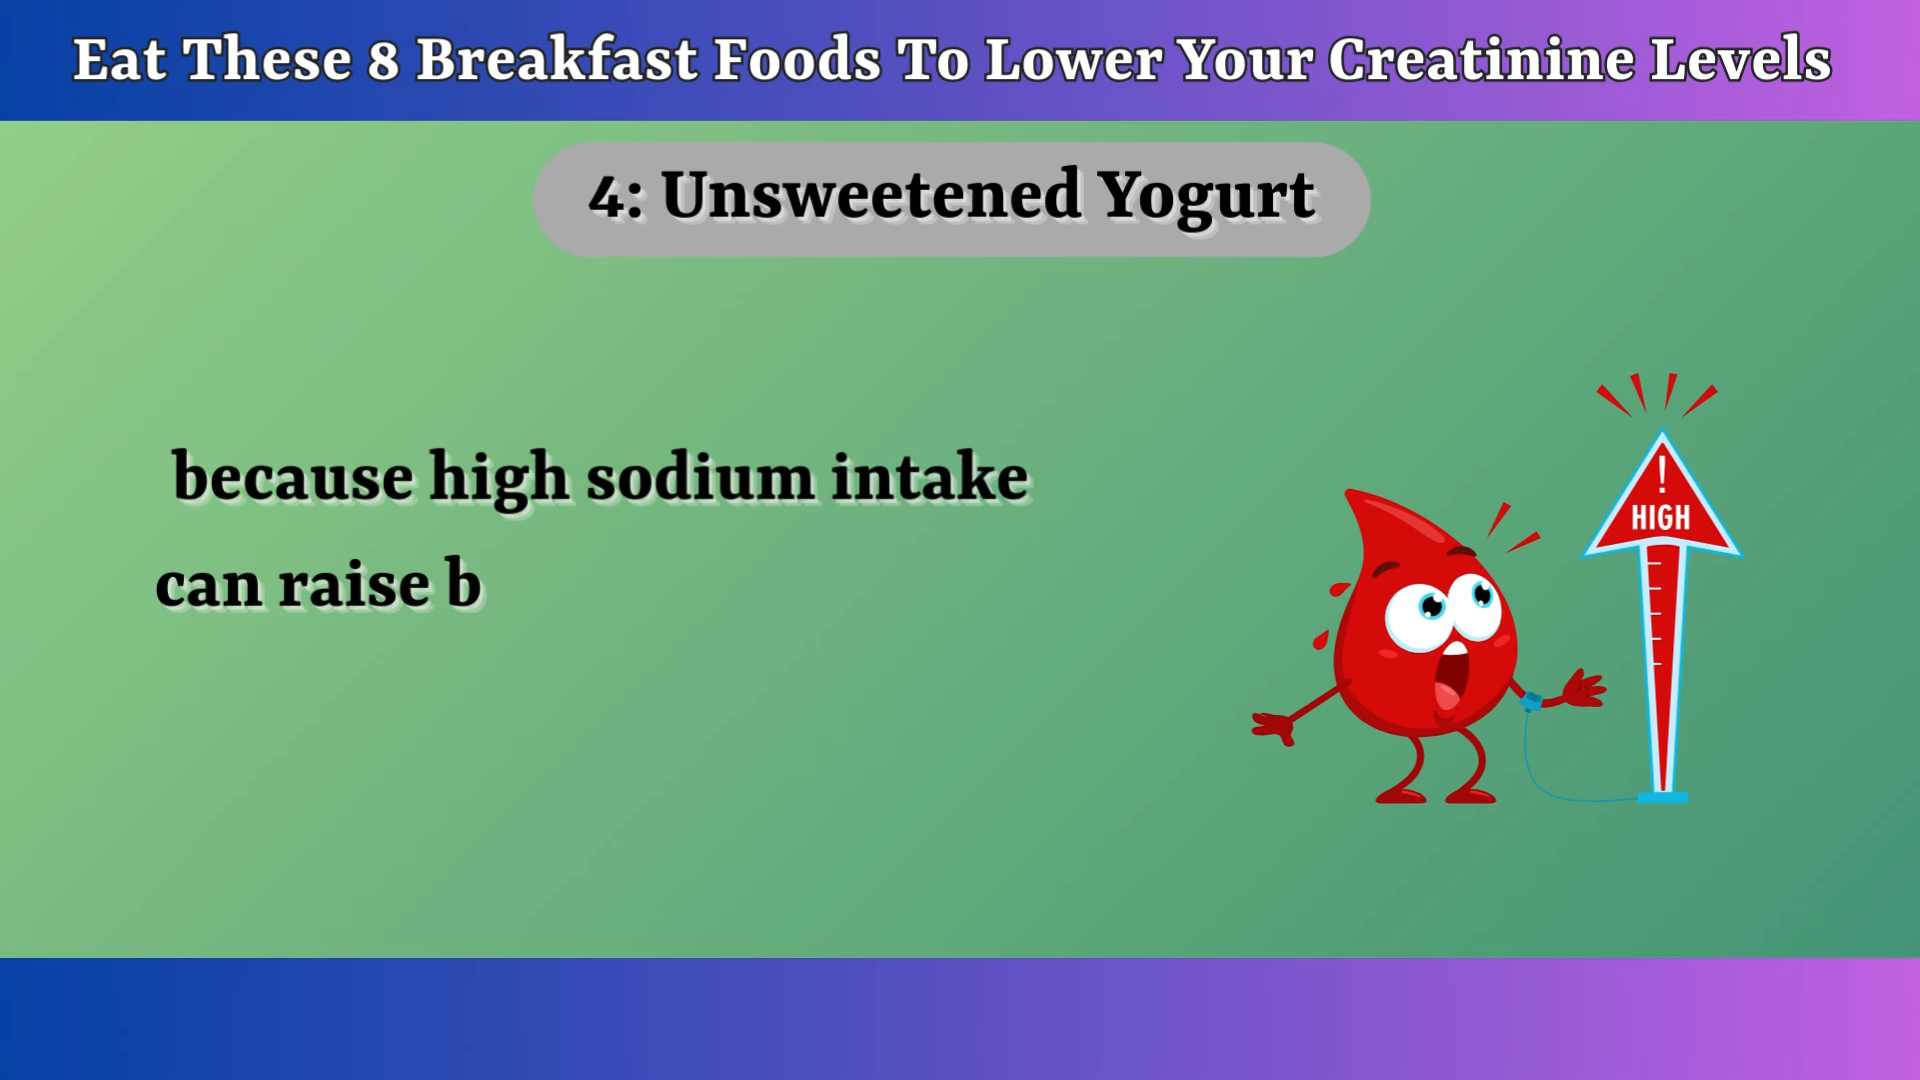 Eat These 8 Breakfast Foods To Lower Your Creatinine Levels
4: Unsweetened Yogurt
because high sodium intake
can raise b
!
HIGH